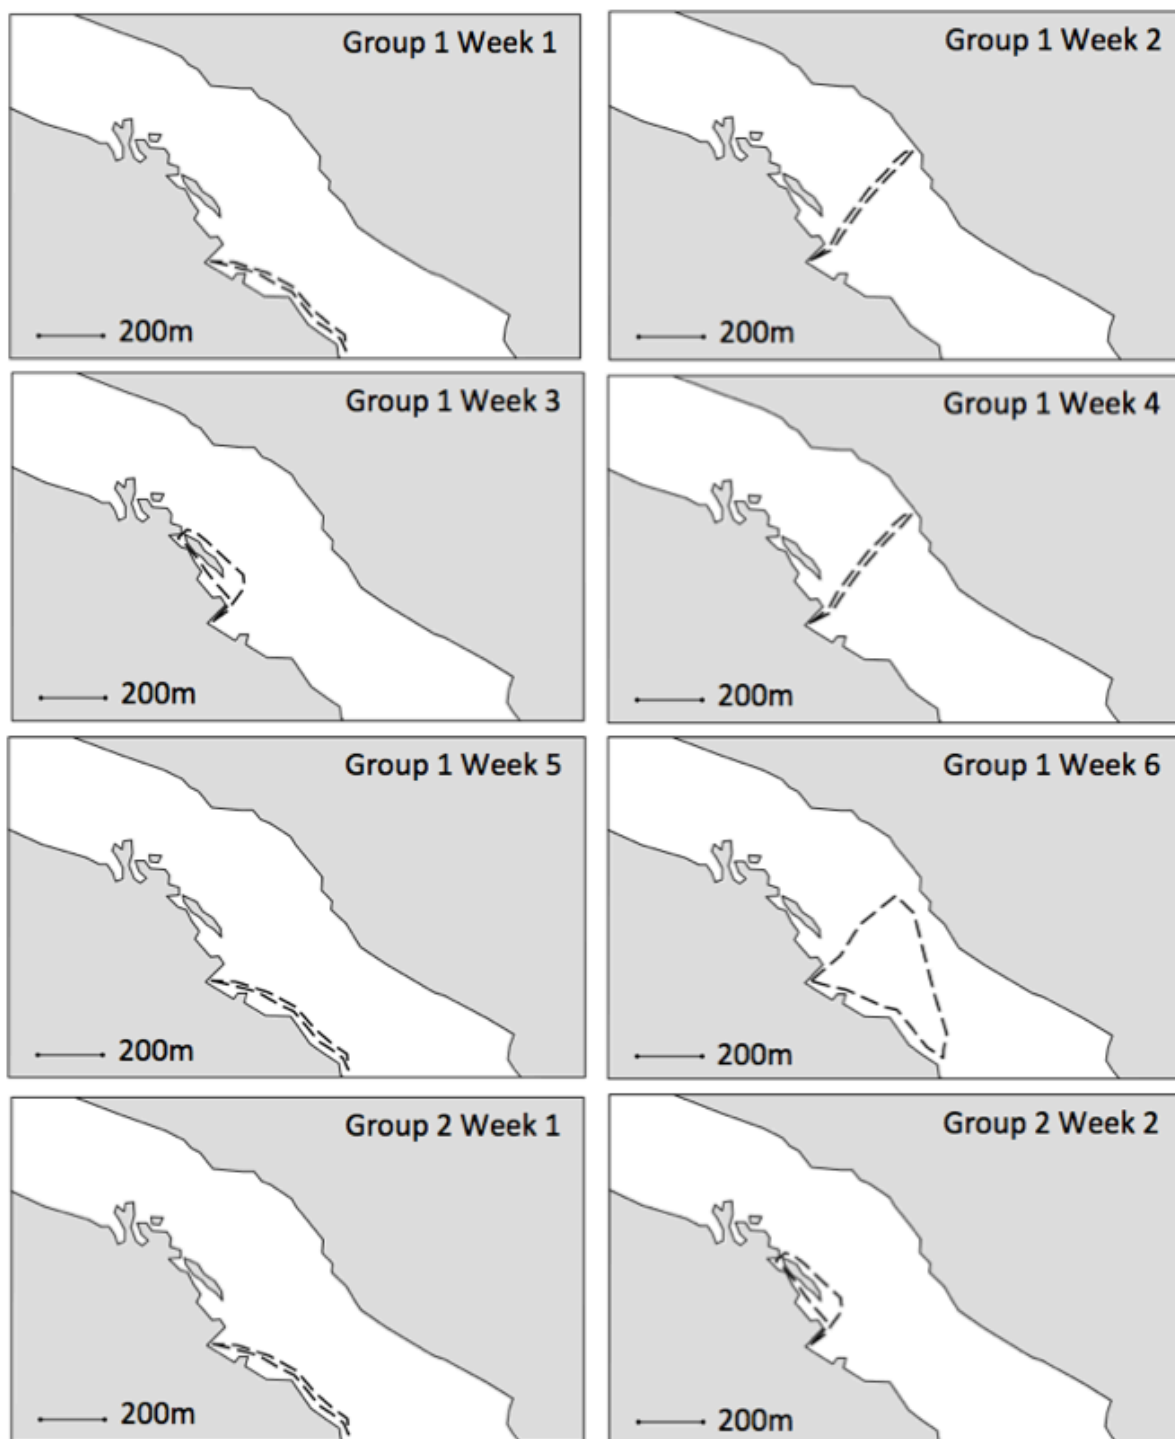 Group 1 Week 1
200m
Group 1 Week 2
200m
Group 1 Week 3
200m
Group 1 Week 4
200m
Group 1 Week 5
200m
Group 1 Week 6
200m
Group 2 Week 1
200m
Group 2 Week 2
200m